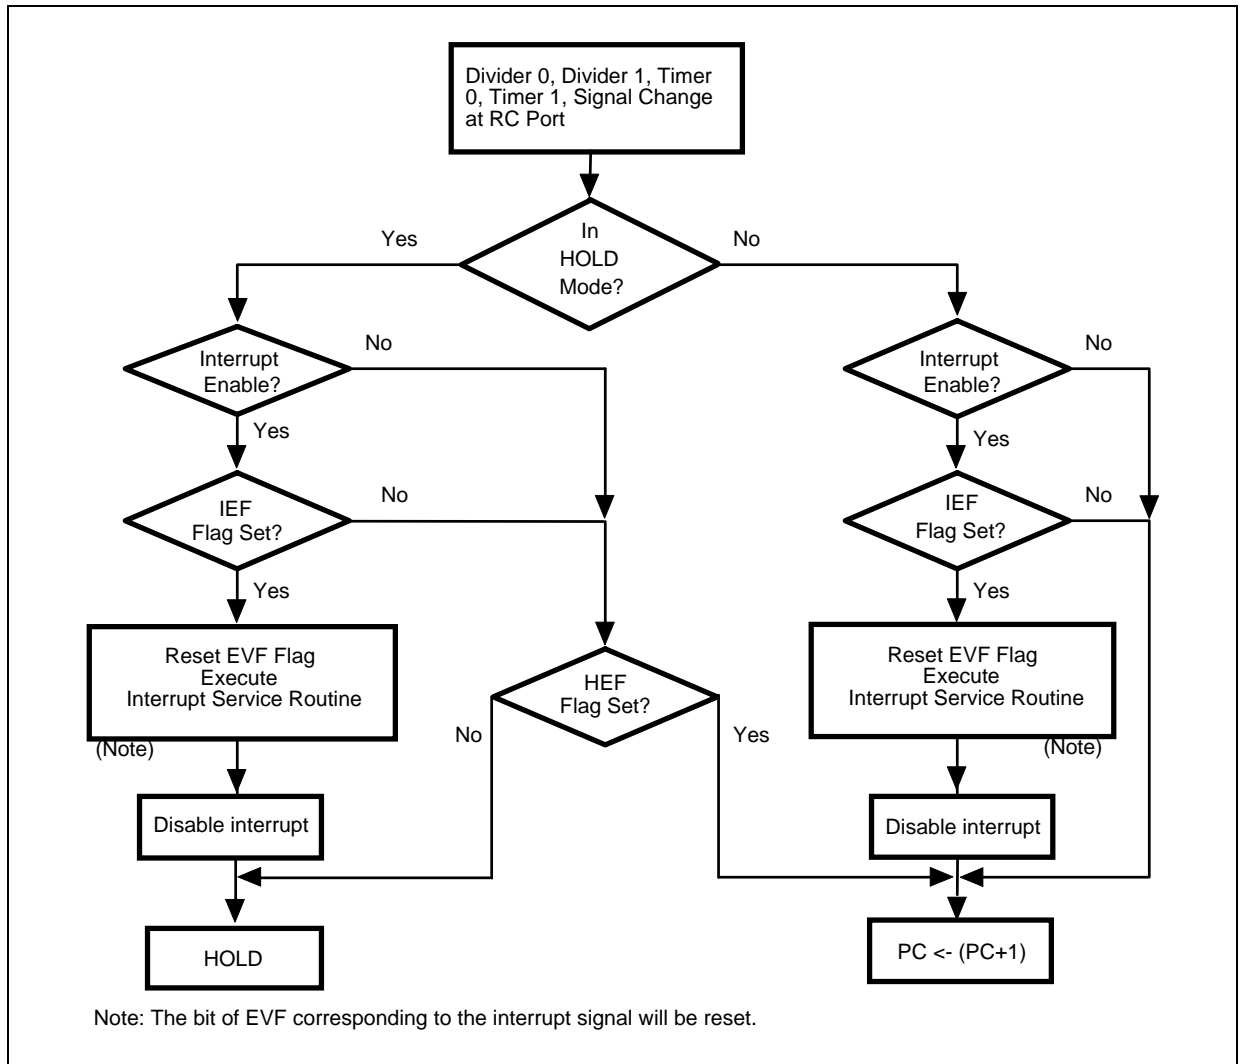 Divider 0, Divider 1, Timer
0, Timer 1, Signal Change
at RC Port
In
HOLD
Mode?
Yes
No
Interrupt
Enable?
No
Yes
Interrupt
Enable?
No
Yes
IEF
Flag Set?
No
Yes
IEF
Flag Set?
No
Yes
Reset EVF Flag
Execute
Interrupt Service Routine
(Note)
HEF
Flag Set?
No
Yes
Reset EVF Flag
Execute
Interrupt Service Routine
(Note)
Disable interrupt
Disable interrupt
HOLD
PC <- (PC+1)
Note: The bit of EVF corresponding to the interrupt signal will be reset.